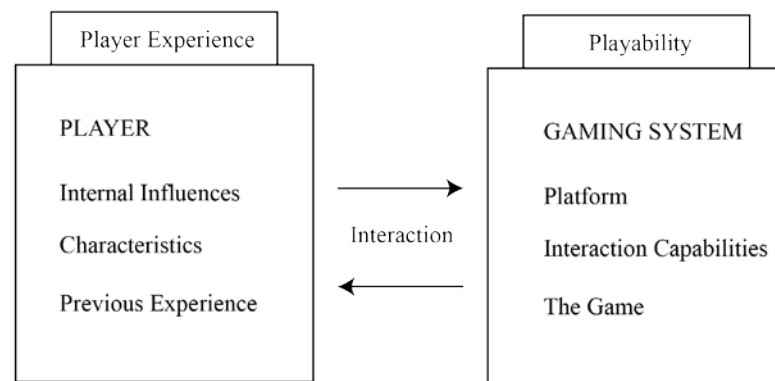 Player Experience
PLAYER
Internal Influences
Characteristics
Previous Experience
Interaction
Playability
GAMING SYSTEM
Platform
Interaction Capabilities
The Game